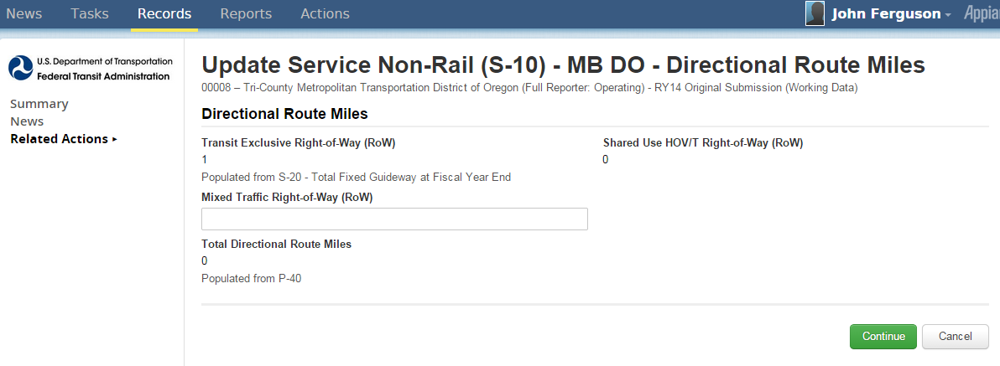 News Tasks Records Reports Actions John Ferguson
U.S. Department of Transportation
Federal Transit Administration
Summary
News
Related Actions
Update Service Non-Rail (S-10) - MB DO - Directional Route Miles
00008 – Tri-County Metropolitan Transportation District of Oregon (Full Reporter: Operating) - RY14 Original Submission (Working Data)
Directional Route Miles
Transit Exclusive Right-of-Way (RoW) Shared Use HOV/T Right-of-Way (RoW)
1 0
Populated from S-20 - Total Fixed Guideway at Fiscal Year End
Mixed Traffic Right-of-Way (RoW)
Total Directional Route Miles
0
Populated from P-40
Continue Cancel